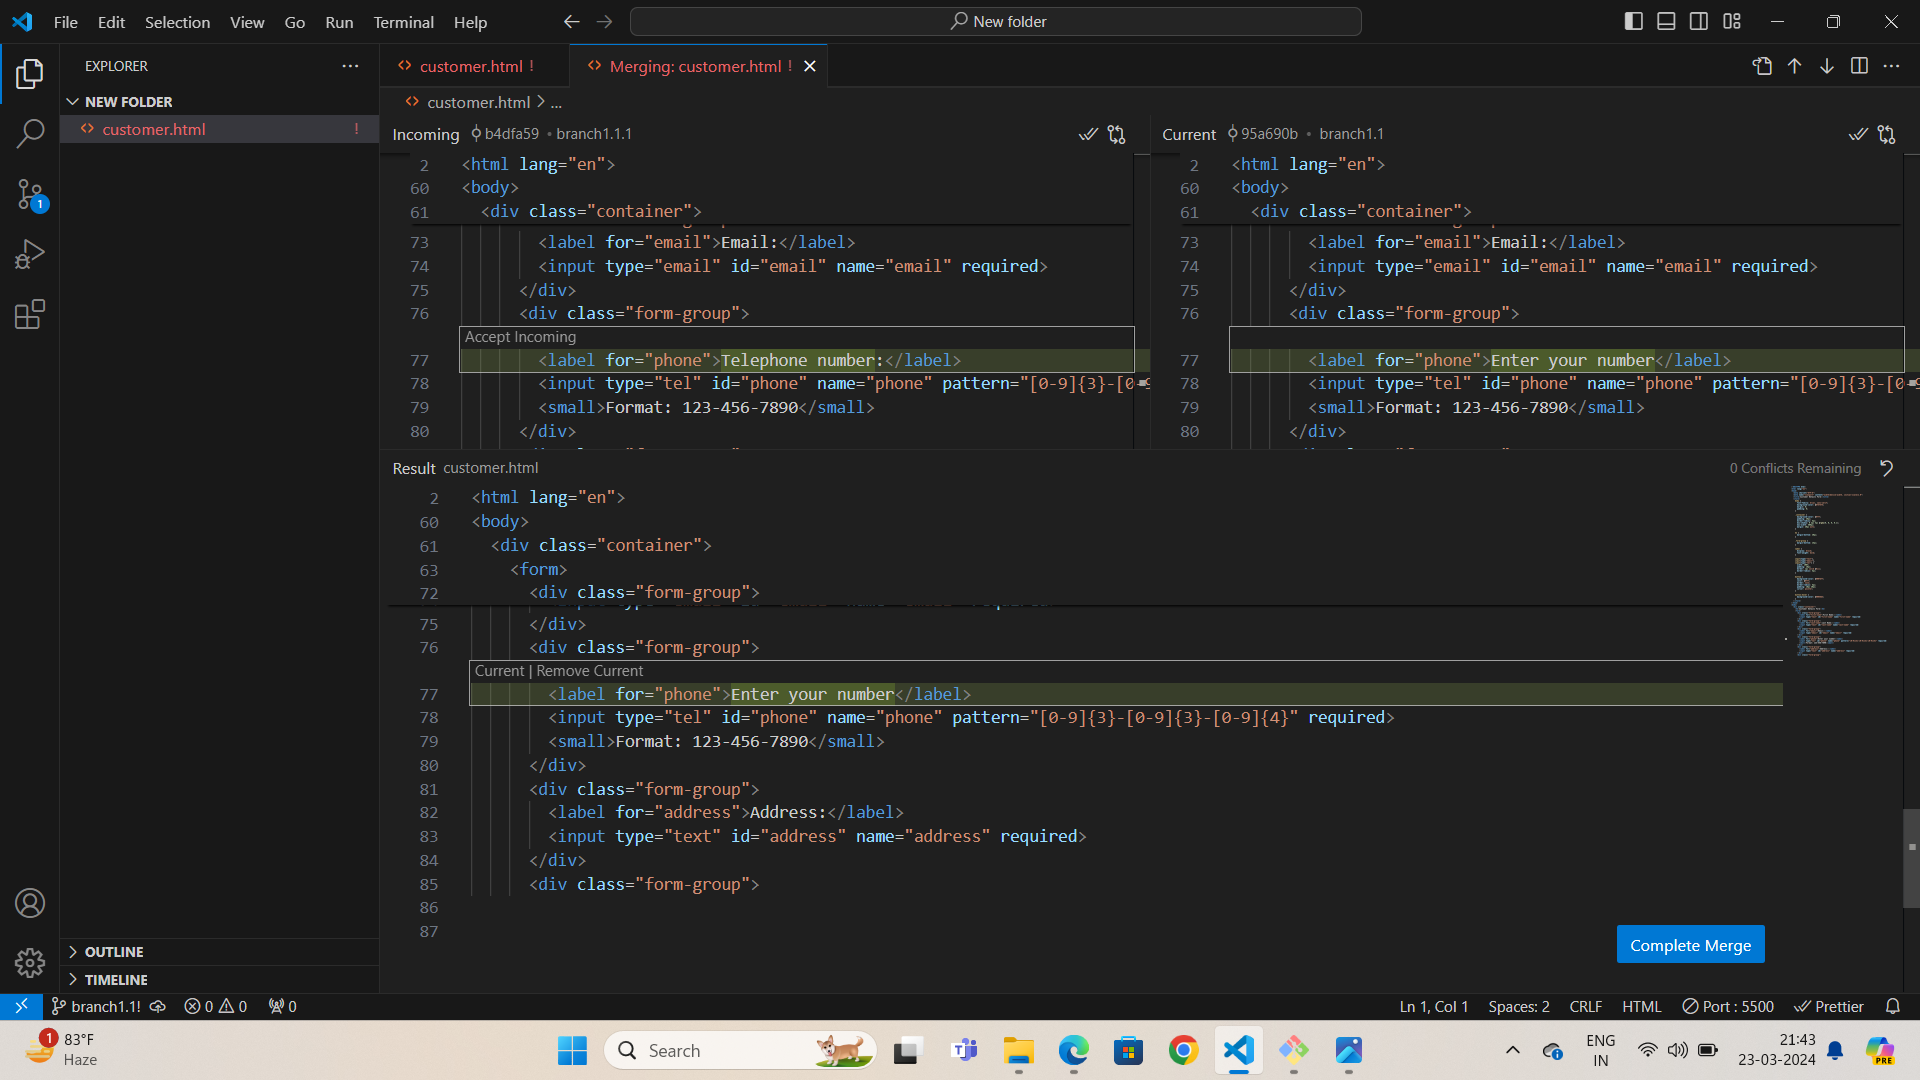 File Edit Selection View Go Run Terminal Help
New folder
EXPLORER
NEW FOLDER
customer.html !
OUTLINE
TIMELINE
customer.html !
Merging: customer.html !
customer.html > ...
Incoming b4dfa59 • branch1.1.1
2 <html lang="en">
60 <body>
61 <div class="container">
73 <label for="email">Email:</label>
74 <input type="email" id="email" name="email" required>
75 </div>
76 <div class="form-group">
Accept Incoming
77 <label for="phone">Telephone number:</label>
78 <input type="tel" id="phone" name="phone" pattern="[0-9]{3}-[0-9
79 <small>Format: 123-456-7890</small>
80 </div>
Current 95a690b • branch1.1
2 <html lang="en">
60 <body>
61 <div class="container">
73 <label for="email">Email:</label>
74 <input type="email" id="email" name="email" required>
75 </div>
76 <div class="form-group">
77 <label for="phone">Enter your number</label>
78 <input type="tel" id="phone" name="phone" pattern="[0-9]{3}-[0-9
79 <small>Format: 123-456-7890</small>
80 </div>
Result customer.html
0 Conflicts Remaining
2 <html lang="en">
60 <body>
61 <div class="container">
63 <form>
72 <div class="form-group">
75 </div>
76 <div class="form-group">
Current | Remove Current
77 <label for="phone">Enter your number</label>
78 <input type="tel" id="phone" name="phone" pattern="[0-9]{3}-[0-9]{3}-[0-9]{4}" required>
79 <small>Format: 123-456-7890</small>
80 </div>
81 <div class="form-group">
82 <label for="address">Address:</label>
83 <input type="text" id="address" name="address" required>
84 </div>
85 <div class="form-group">
86
87
Complete Merge
1
branch1.1! 0 0 0
Ln 1, Col 1 Spaces: 2 CRLF HTML Port : 5500 Prettier
1
83°F
Haze
Search
ENG
IN
21:43
23-03-2024
PRE